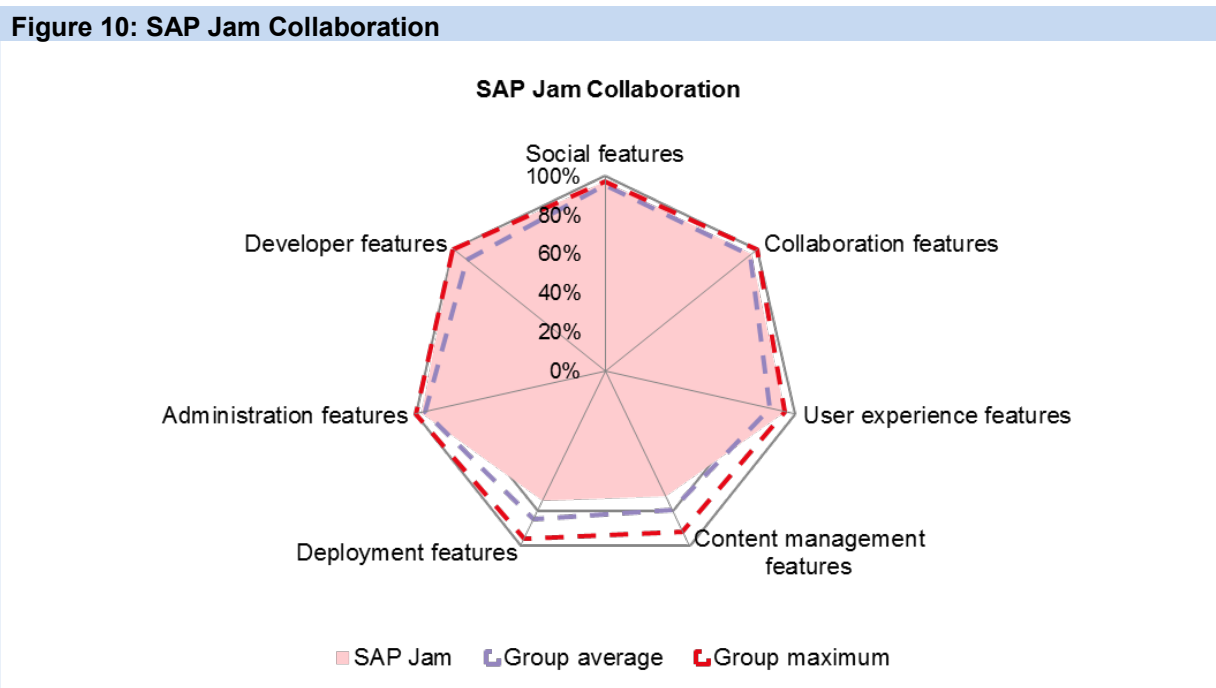 Figure 10: SAP Jam Collaboration
SAP Jam Collaboration
Social features
100%
80%
Developer features
Collaboration features
60%
40%
20%
0%
Administration features
User experience features
Deployment features
Content management
features
SAP Jam
Group average
Group maximum